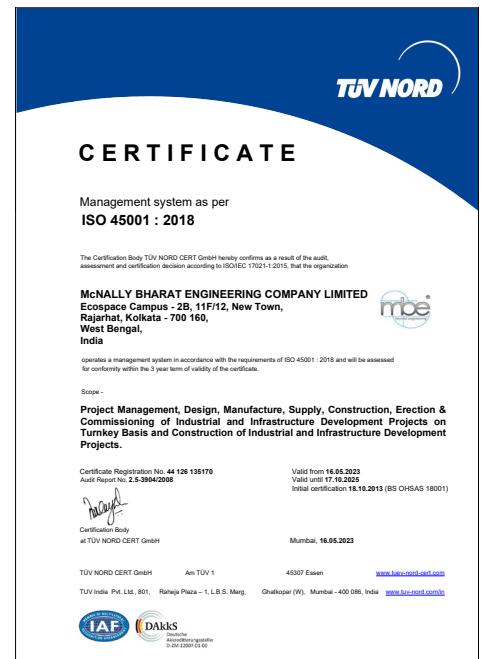 TÜV NORD
CERTIFICATE
Management system as per
ISO 45001 : 2018
The Certification Body TÜV NORD CERT GmbH hereby confirms as a result of the audit,
assessment and certification decision according to ISO/IEC 17021-1:2015, that the organization
McNALLY BHARAT ENGINEERING COMPANY LIMITED
Ecospace Campus - 2B, 11F/12, New Town,
Rajarhat, Kolkata - 700 160,
West Bengal,
India
mbe
operates a management system in accordance with the requirements of ISO 45001 : 2018 and will be assessed
for conformity within the 3 year term of validity of the certificate.
Scope -
Project Management, Design, Manufacture, Supply, Construction, Erection &
Commissioning of Industrial and Infrastructure Development Projects on
Turnkey Basis and Construction of Industrial and Infrastructure Development
Projects.
Certificate Registration No. 44 126 135170
Audit Report No. 2.5-3904/2008
Valid from 16.05.2023
Valid until 17.10.2025
Initial certification 18.10.2013 (BS OHSAS 18001)
Certification Body
at TÜV NORD CERT GmbH
Mumbai, 16.05.2023
TÜV NORD CERT GmbH Am TÜV 1 45307 Essen www.tuev-nord-cert.com
TUV India Pvt. Ltd., 801, Raheja Plaza – 1, L.B.S. Marg, Ghatkopar (W), Mumbai - 400 086, India www.tuv-nord.com/in
IAF
DAkkS
Deutsche
Akkreditierungsstelle
D-ZM-12007-01-00